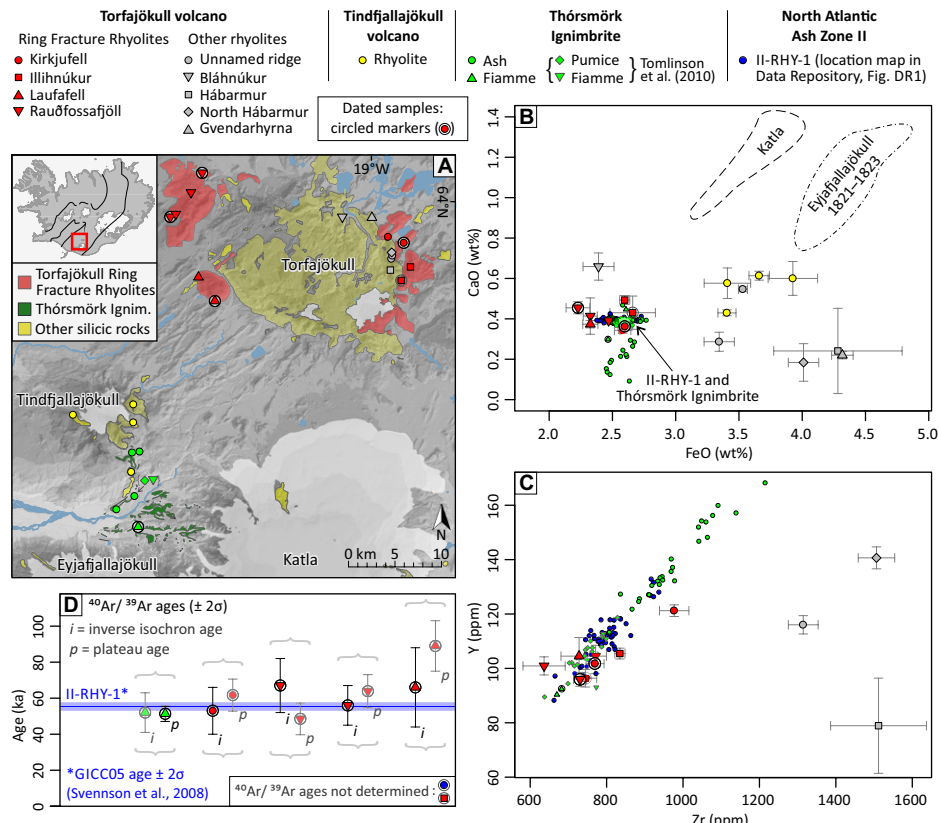 Torfajökull volcano
Ring Fracture Rhyolites
Kirkjufell
Illihnúkur
Laufafell
Rauðfossafjöll
Other rhyolites
Unnamed ridge
Bláhnúkur
Hábarmur
North Hábarmur
Gvendarhyrna
Tindfjallajökull
volcano
Rhyolite
Thórsmörk
Ignimbrite
Ash
Fiamme
Pumice
Fiamme
Tomlinson
et al. (2010)
North Atlantic
Ash Zone II
II-RHY-1 (location map in
Data Repository, Fig. DR1)
Dated samples:
circled markers ( )
A
19°W
64°N
Torfajökull Ring
Fracture Rhyolites
Thórsmörk Ignim.
Other silicic rocks
Torfajökull
Tindfjallajökull
Eyjafjallajökull
Katla
N
0 km 5 10
B
CaO (wt%)
1.4
1.2
1.0
0.8
0.6
0.4
0.2
0.0
Katla
Eyjafjallajökull
1821–1823
II-RHY-1 and
Thórsmörk Ignimbrite
2.0 2.5 3.0 3.5 4.0 4.5 5.0
FeO (wt%)
C
Y (ppm)
160
140
120
100
80
60
600 800 1000 1200 1400 1600
Zr (ppm)
D
⁴⁰Ar/ ³⁹Ar ages (± 2σ)
i = inverse isochron age
p = plateau age
Age (ka)
100
80
60
40
20
0
II-RHY-1*
i p i p i p i p i p
*GICC05 age ± 2σ
(Svennson et al., 2008)
⁴⁰Ar/ ³⁹Ar ages not determined :